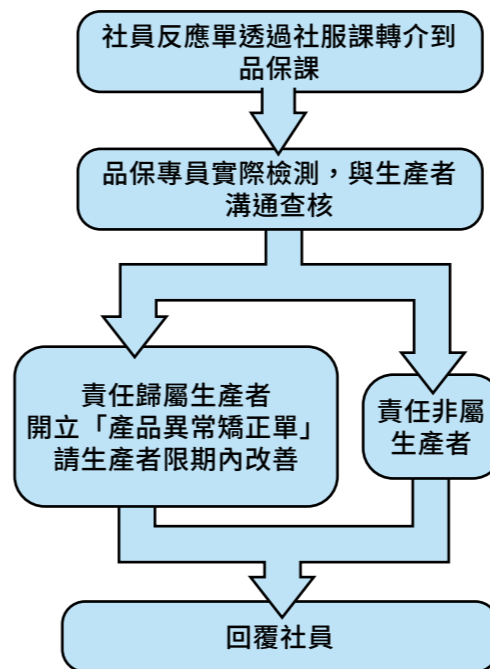 社員反應單透過社服課轉介到
品保課
品保專員實際檢測，與生產者
溝通查核
責任歸屬生產者
開立「產品異常矯正單」
請生產者限期內改善
責任非屬
生產者
回覆社員